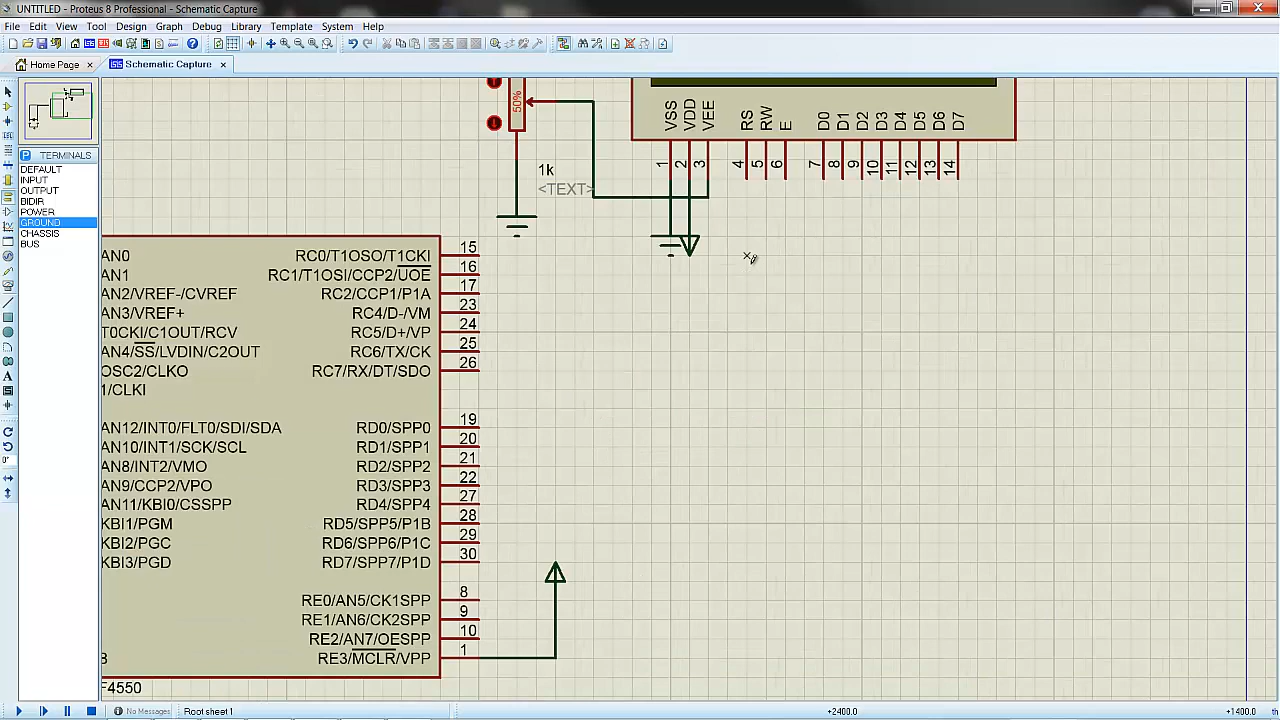 UNTITLED - Proteus 8 Professional - Schematic Capture
File Edit View Tool Design Graph Debug Library Template System Help
Home Page × Schematic Capture ×
P TERMINALS
DEFAULT
INPUT
OUTPUT
BIDIR
POWER
GROUND
CHASSIS
BUS
50%
1k
<TEXT>
VSS
VDD
VEE
RS
RW
E
D0
D1
D2
D3
D4
D5
D6
D7
1
2
3
4
5
6
7
8
9
10
11
12
13
14
AN0 RC0/T1OSO/T1CKI 15
AN1 RC1/T1OSI/CCP2/UOE 16
AN2/VREF-/CVREF RC2/CCP1/P1A 17
AN3/VREF+ RC4/D-/VM 23
T0CKI/C1OUT/RCV RC5/D+/VP 24
AN4/SS/LVDIN/C2OUT RC6/TX/CK 25
OSC2/CLKO RC7/RX/DT/SDO 26
1/CLKI
AN12/INT0/FLT0/SDI/SDA RD0/SPP0 19
AN10/INT1/SCK/SCL RD1/SPP1 20
AN8/INT2/VMO RD2/SPP2 21
AN9/CCP2/VPO RD3/SPP3 22
AN11/KBI0/CSSPP RD4/SPP4 27
KBI1/PGM RD5/SPP5/P1B 28
KBI2/PGC RD6/SPP6/P1C 29
KBI3/PGD RD7/SPP7/P1D 30
RE0/AN5/CK1SPP 8
RE1/AN6/CK2SPP 9
RE2/AN7/OESPP 10
RE3/MCLR/VPP 1
F4550
No Messages Root sheet1 +2400.0 +1400.0 th